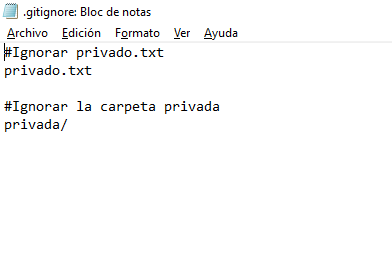 .gitignore: Bloc de notas
Archivo Edición Formato Ver Ayuda
#Ignorar privado.txt
privado.txt
#Ignorar la carpeta privada
privada/